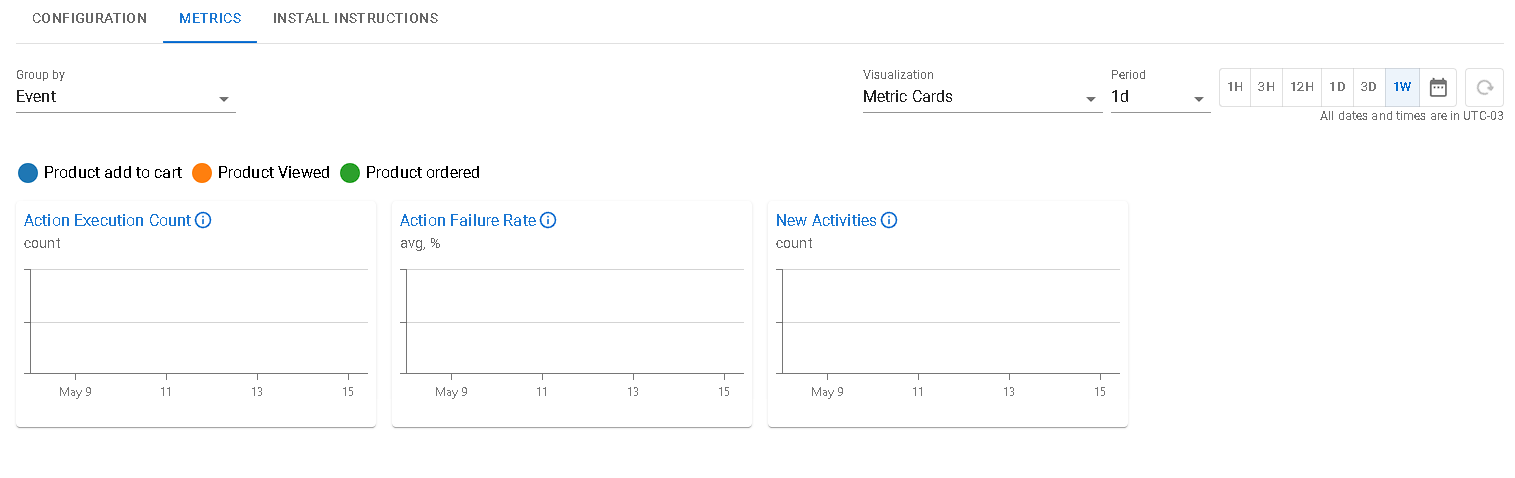 CONFIGURATION METRICS INSTALL INSTRUCTIONS
Group by Visualization Period
Event Metric Cards 1d 1H 3H 12H 1D 3D 1W
All dates and times are in UTC-03
Product add to cart Product Viewed Product ordered
Action Execution Count Action Failure Rate New Activities
count avg, % count
May 9 11 13 15 May 9 11 13 15 May 9 11 13 15